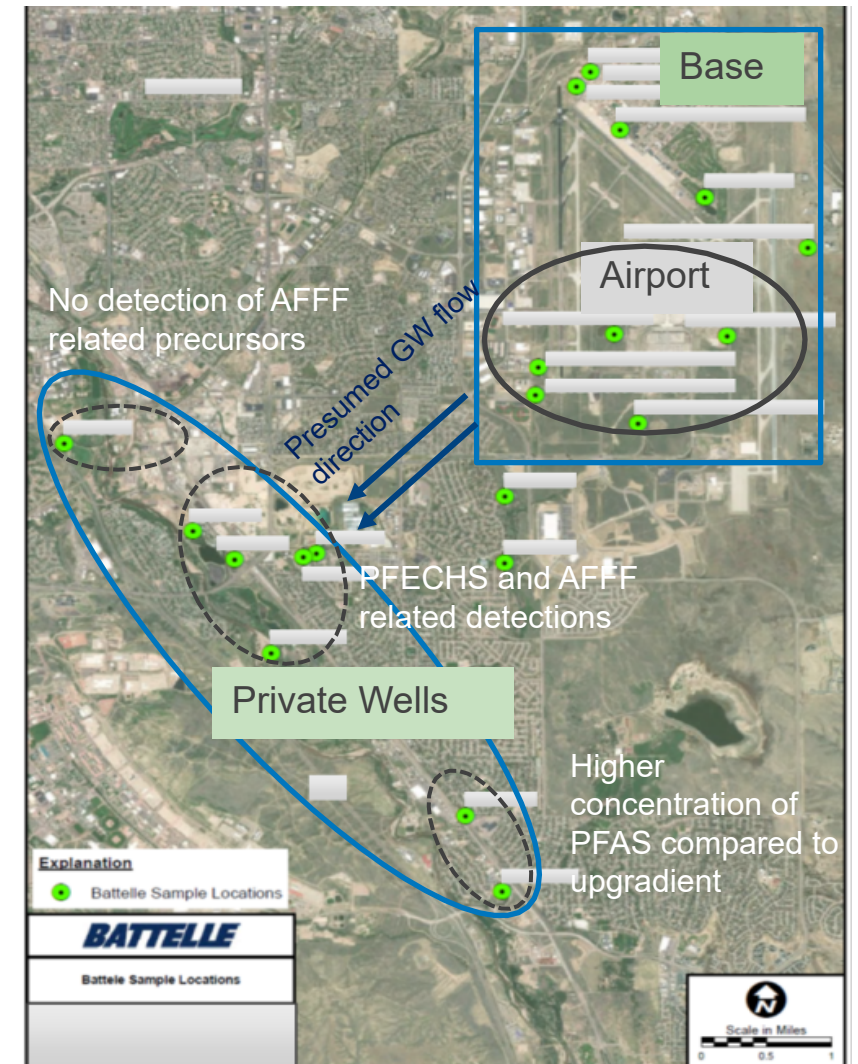 Base
Airport
No detection of AFFF
related precursors
Presumed GW flow
direction
PFECHS and AFFF
related detections
Private Wells
Higher
concentration of
PFAS compared to
upgradient
Explanation
Battelle Sample Locations
BATTELLE
Battele Sample Locations
N
Scale in Miles
0 0.5 1